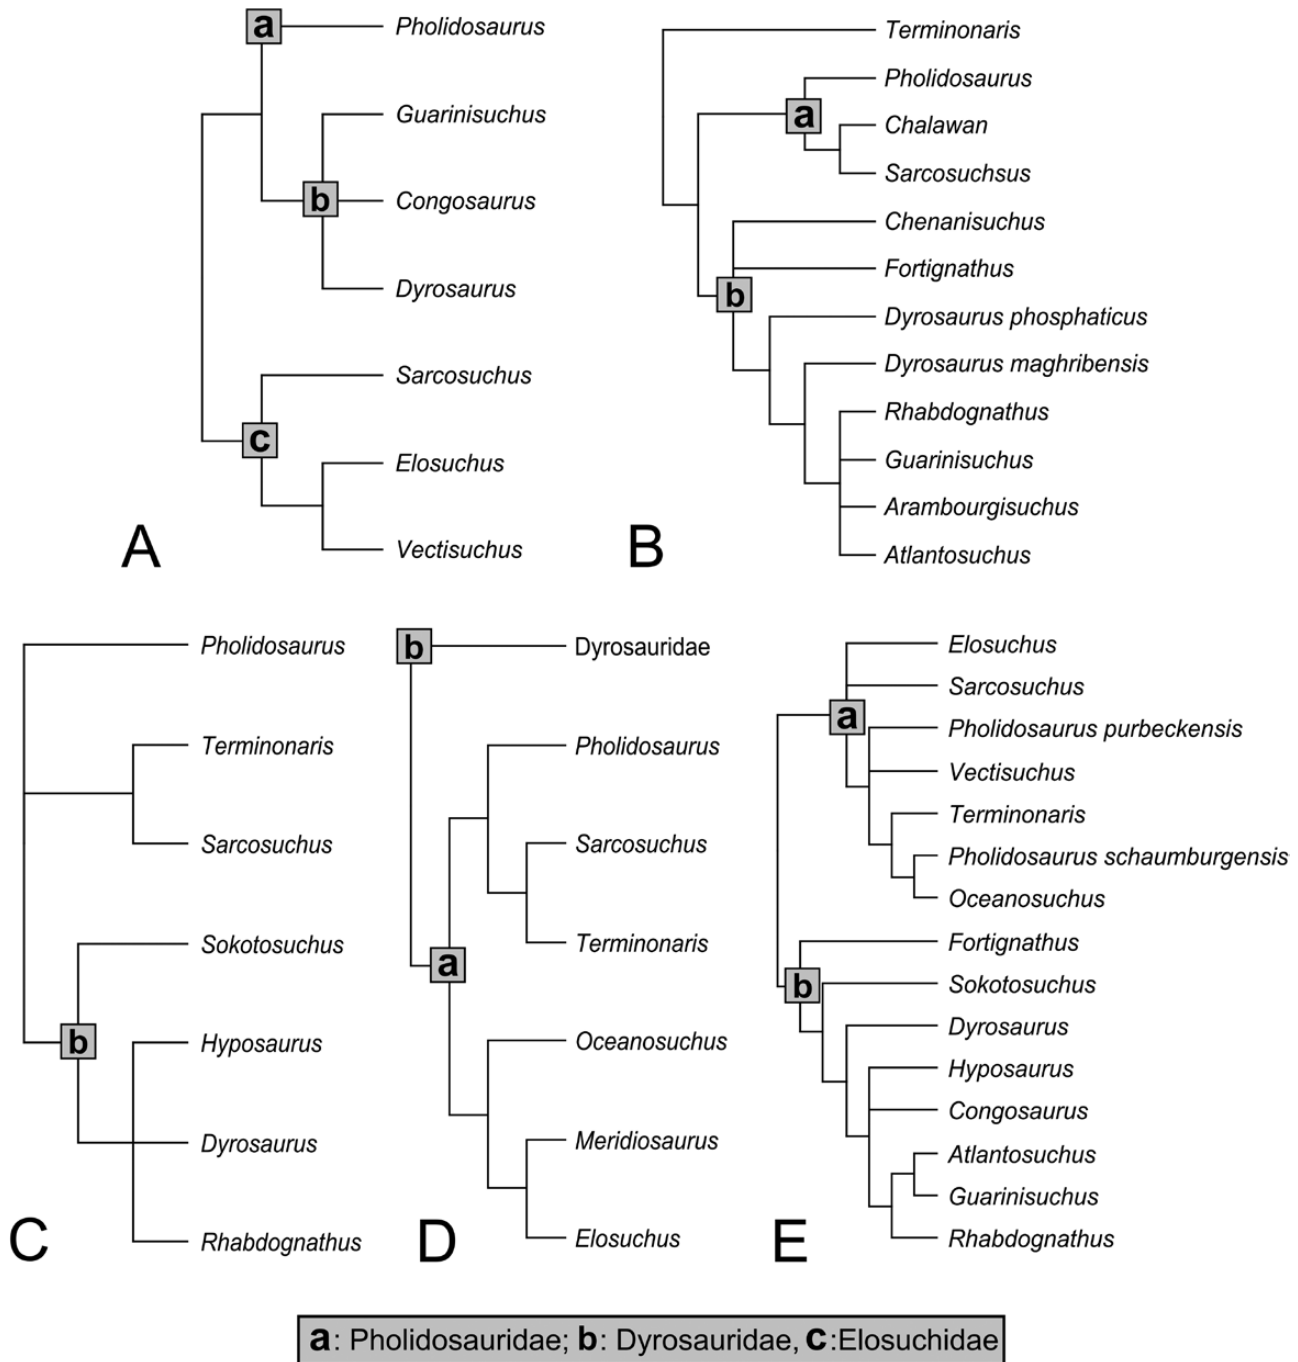 a
Pholidosaurus
Guarinisuchus
b
Congosaurus
Dyrosaurus
Sarcosuchus
c
Elosuchus
Vectisuchus
A
Terminonaris
Pholidosaurus
a
Chalawan
Sarcosuchsus
Chenanisuchus
Fortignathus
b
Dyrosaurus phosphaticus
Dyrosaurus maghribensis
Rhabdognathus
Guarinisuchus
Arambourgisuchus
Atlantosuchus
B
Pholidosaurus
Terminonaris
Sarcosuchus
Sokotosuchus
b
Hyposaurus
Dyrosaurus
Rhabdognathus
C
b
Dyrosauridae
Pholidosaurus
Sarcosuchus
Terminonaris
a
Oceanosuchus
Meridiosaurus
Elosuchus
D
Elosuchus
Sarcosuchus
a
Pholidosaurus purbeckensis
Vectisuchus
Terminonaris
Pholidosaurus schaumburgensis
Oceanosuchus
Fortignathus
b
Sokotosuchus
Dyrosaurus
Hyposaurus
Congosaurus
Atlantosuchus
Guarinisuchus
Rhabdognathus
E
a: Pholidosauridae; b: Dyrosauridae, c:Elosuchidae